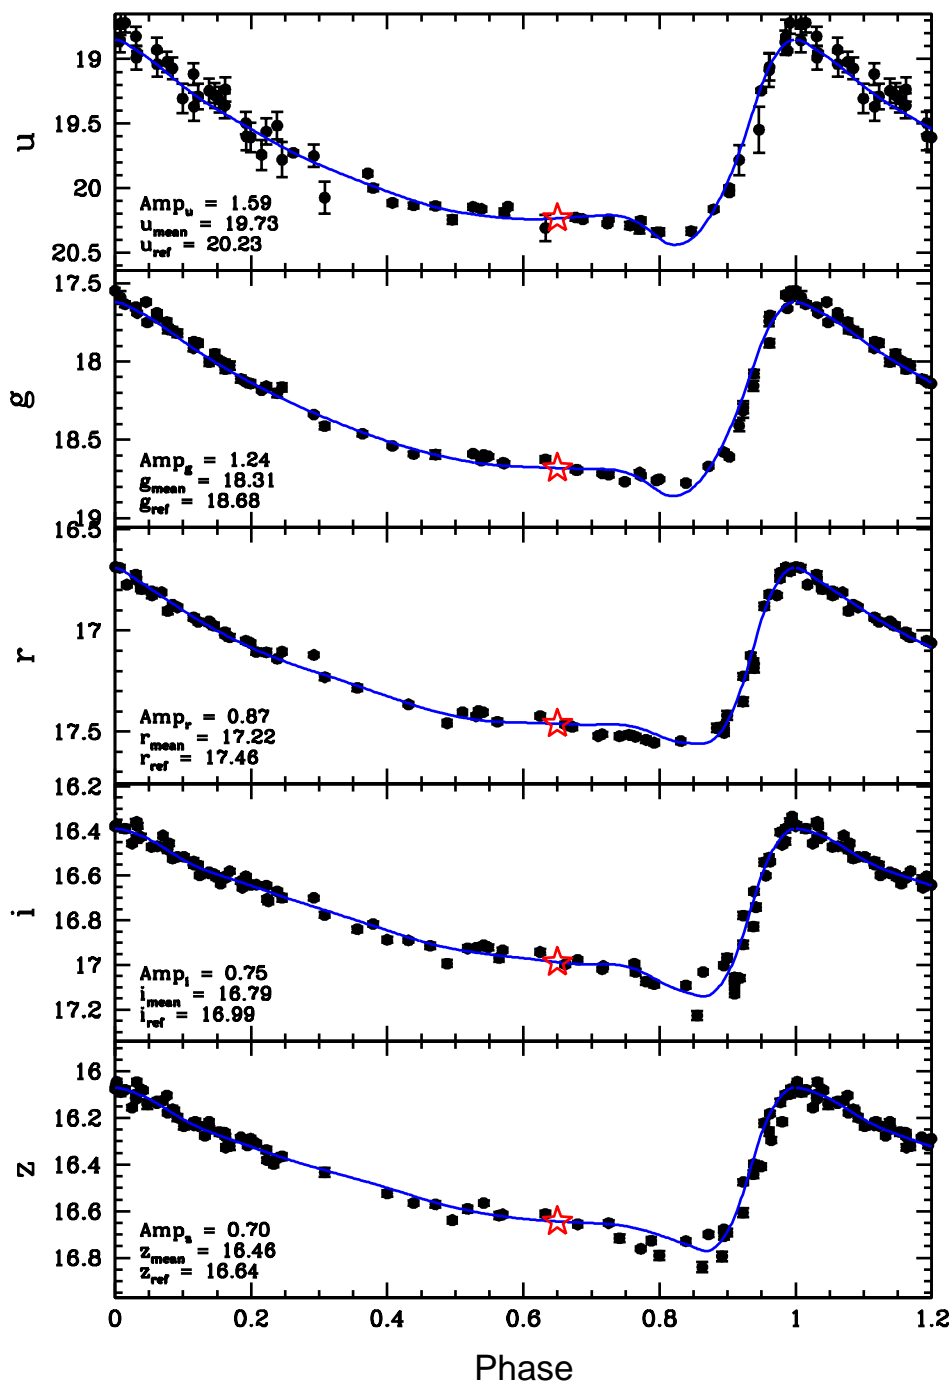 19
19.5
20
20.5
u
Amp_u = 1.59
u_mean = 19.73
u_ref = 20.23
17.5
18
18.5
19
g
Amp_g = 1.24
g_mean = 18.31
g_ref = 18.68
16.5
17
17.5
r
Amp_r = 0.87
r_mean = 17.22
r_ref = 17.46
16.2
16.4
16.6
16.8
17
17.2
i
Amp_i = 0.75
i_mean = 16.79
i_ref = 16.99
16
16.2
16.4
16.6
16.8
z
Amp_z = 0.70
z_mean = 16.46
z_ref = 16.64
0 0.2 0.4 0.6 0.8 1 1.2
Phase